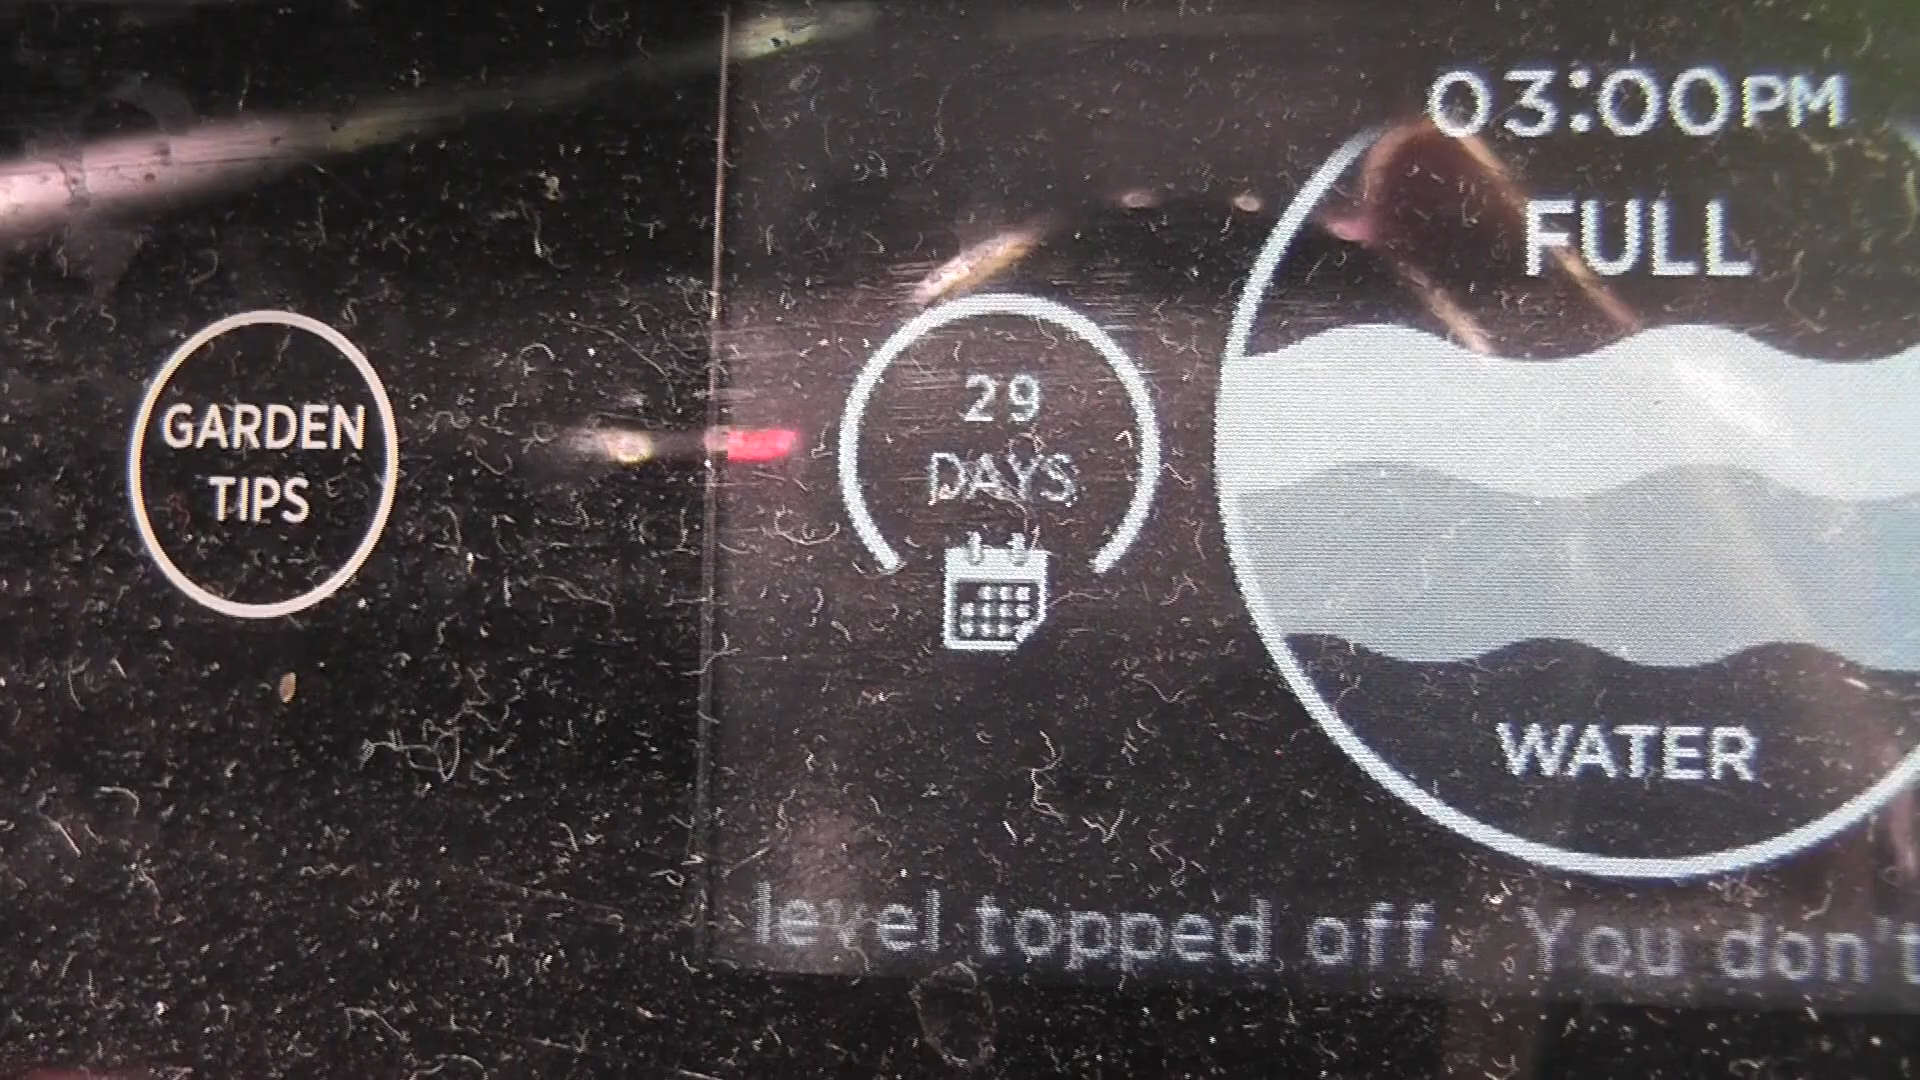 03:00PM
FULL
GARDEN
TIPS
29
DAYS
WATER
level topped off. You don't